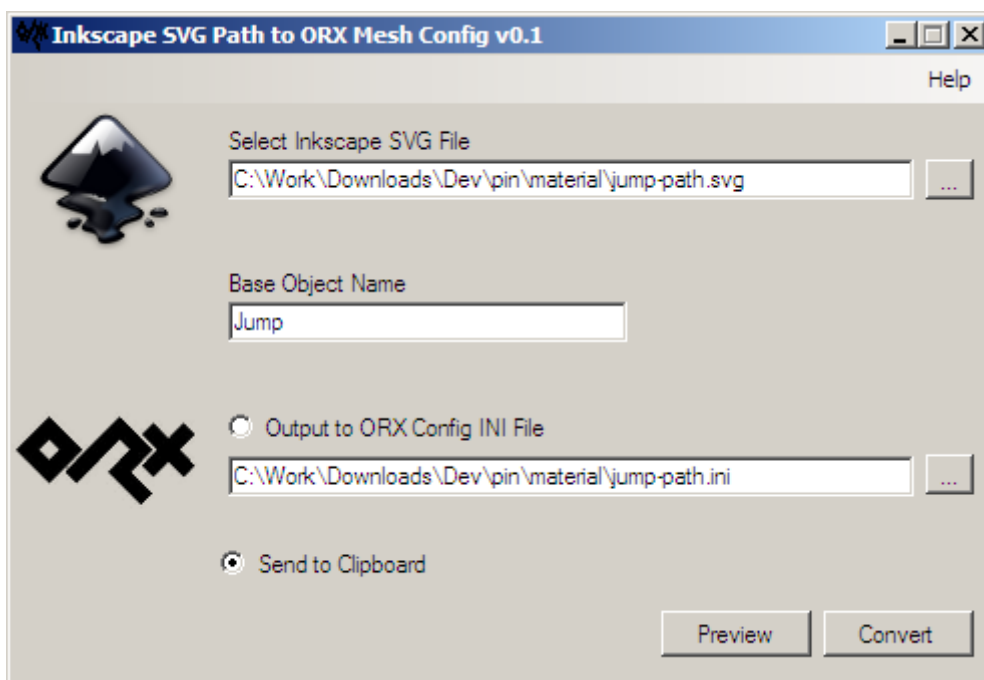 Inkscape SVG Path to ORX Mesh Config v0.1
Help
Select Inkscape SVG File
C:\Work\Downloads\Dev\pin\material\jump-path.svg
...
Base Object Name
Jump
orx
Output to ORX Config INI File
C:\Work\Downloads\Dev\pin\material\jump-path.ini
...
Send to Clipboard
Preview Convert